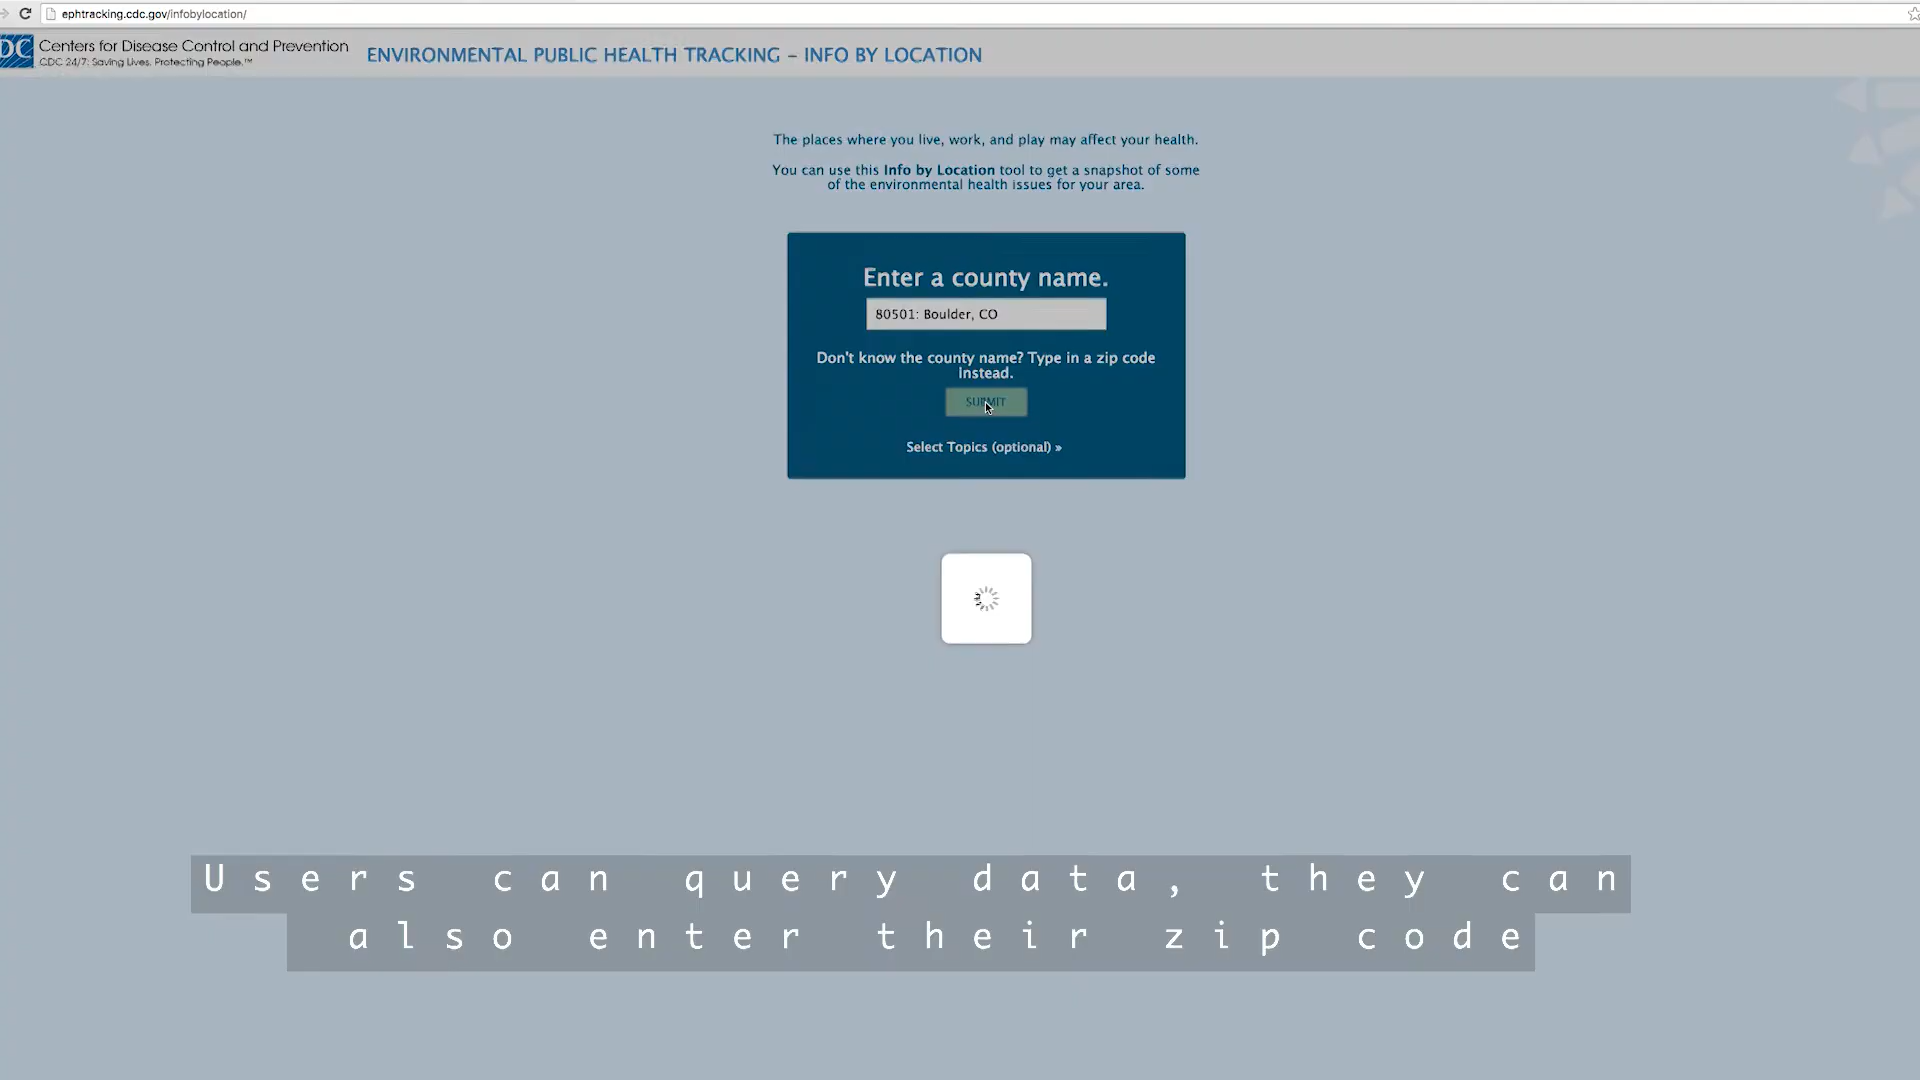 ephtracking.cdc.gov/infobylocation/
Centers for Disease Control and Prevention
CDC 24/7: Saving Lives. Protecting People.™
ENVIRONMENTAL PUBLIC HEALTH TRACKING – INFO BY LOCATION
The places where you live, work, and play may affect your health.
You can use this Info by Location tool to get a snapshot of some
of the environmental health issues for your area.
Enter a county name.
80501: Boulder, CO
Don't know the county name? Type in a zip code
instead.
SUBMIT
Select Topics (optional) »
Users can query data, they can
also enter their zip code